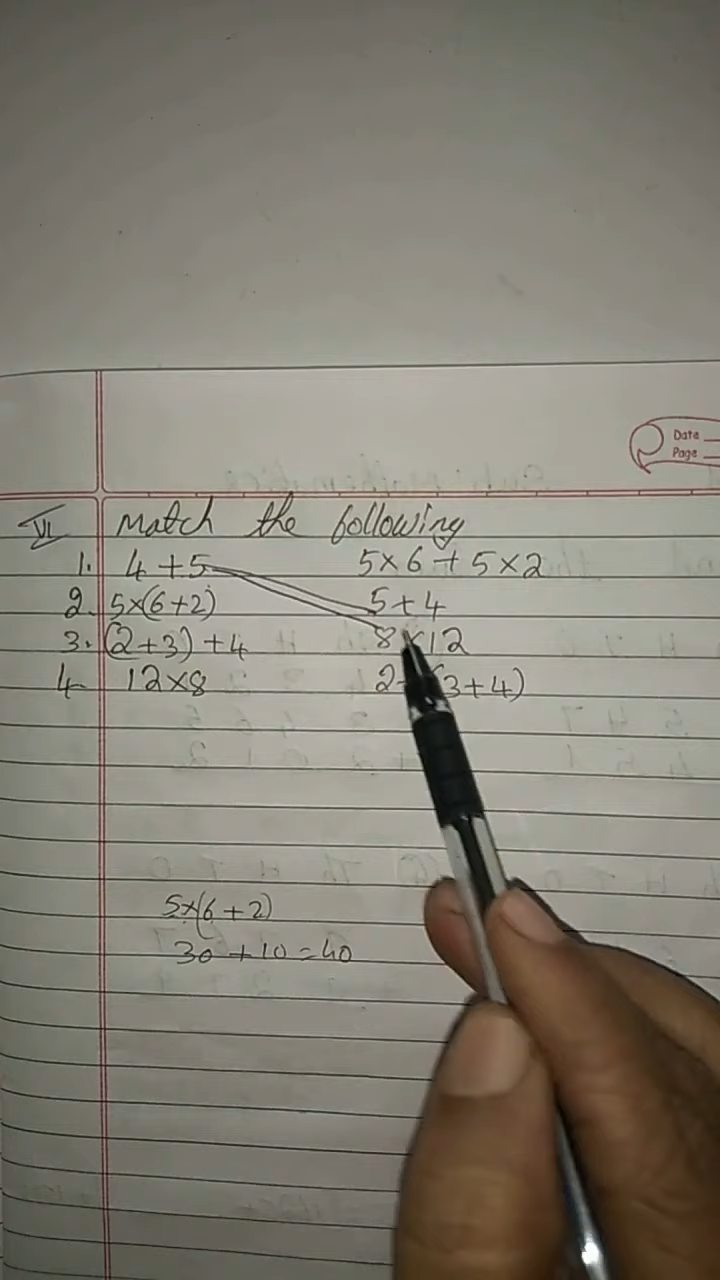 Date
Page
VI Match the following
1. 4+5 5×6+5×2
2. 5×(6+2) 5+4
3. (2+3)+4 8×12
4. 12×8 2+(3+4)
5×(6+2)
30+10=40